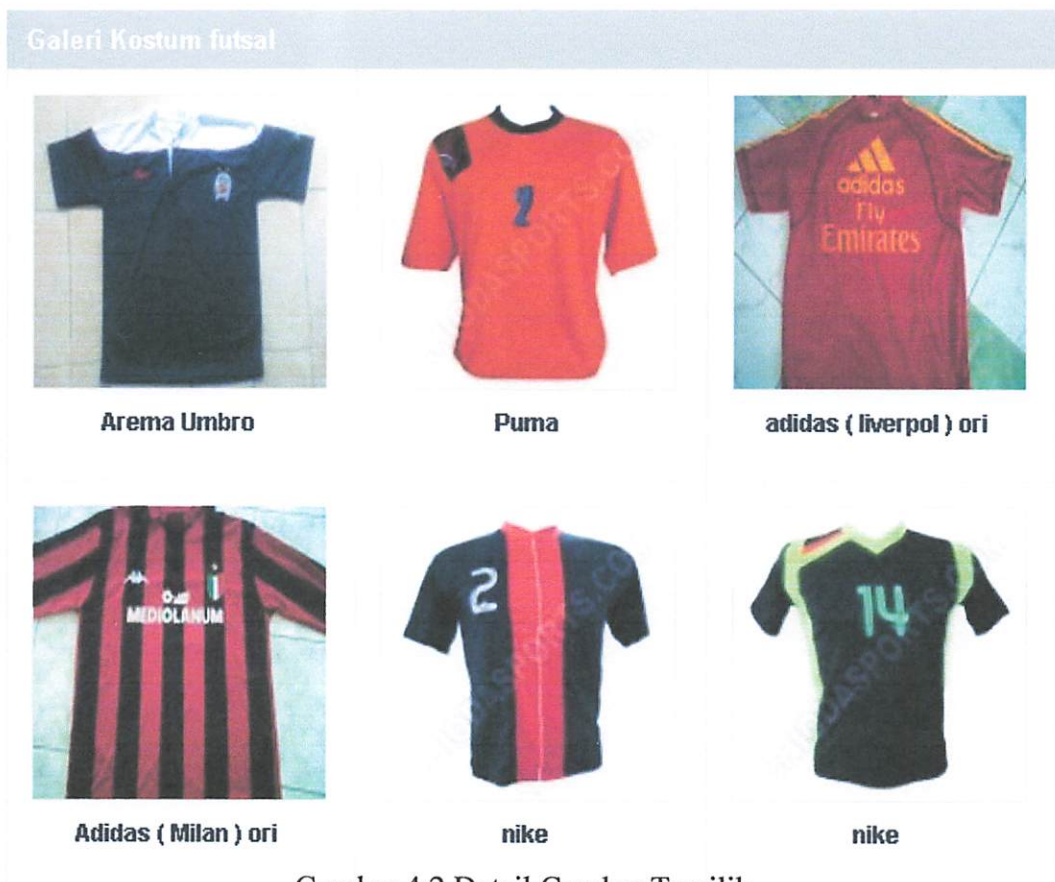 Galeri Kostum futsal
adidas
Fly
Emirates
Arema Umbro
Puma
adidas ( liverpol ) ori
MEDIOLANUM
2
14
Adidas ( Milan ) ori
nike
nike